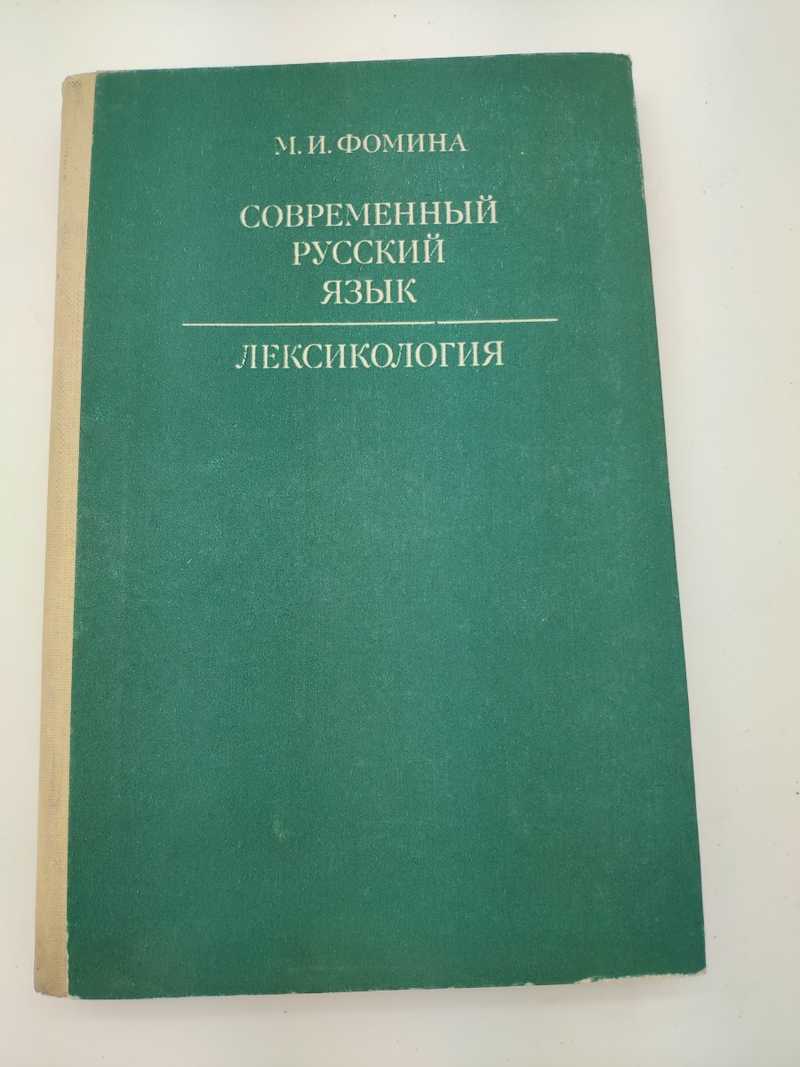 М. И. ФОМИНА
СОВРЕМЕННЫЙ
РУССКИЙ
ЯЗЫК
ЛЕКСИКОЛОГИЯ